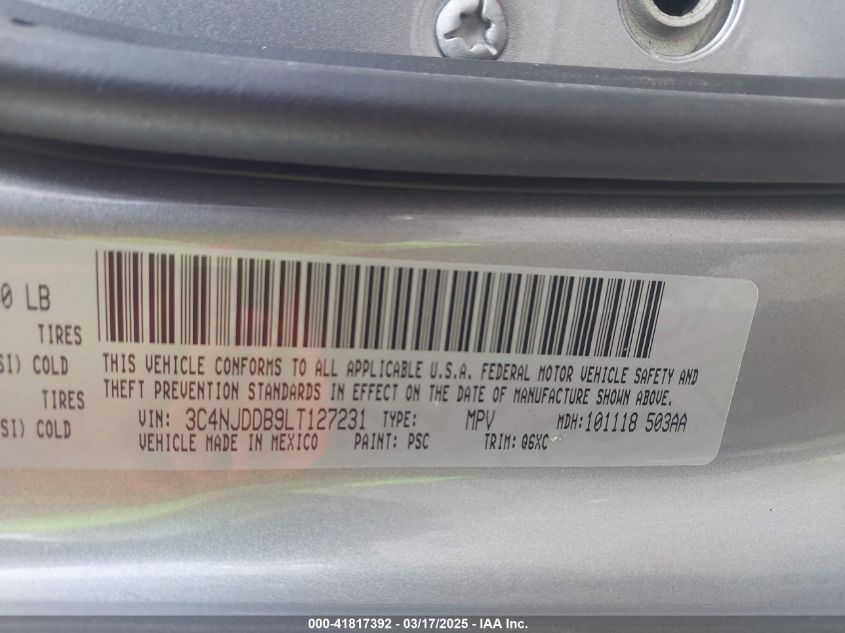 0 LB
TIRES
SI) COLD
TIRES
SI) COLD
THIS VEHICLE CONFORMS TO ALL APPLICABLE U.S.A. FEDERAL MOTOR VEHICLE SAFETY AND
THEFT PREVENTION STANDARDS IN EFFECT ON THE DATE OF MANUFACTURE SHOWN ABOVE.
VIN: 3C4NJDDB9LT127231 TYPE: MPV MDH:101118 503AA
VEHICLE MADE IN MEXICO PAINT: PSC TRIM: Q6XC
000-41817392 - 03/17/2025 - IAA Inc.